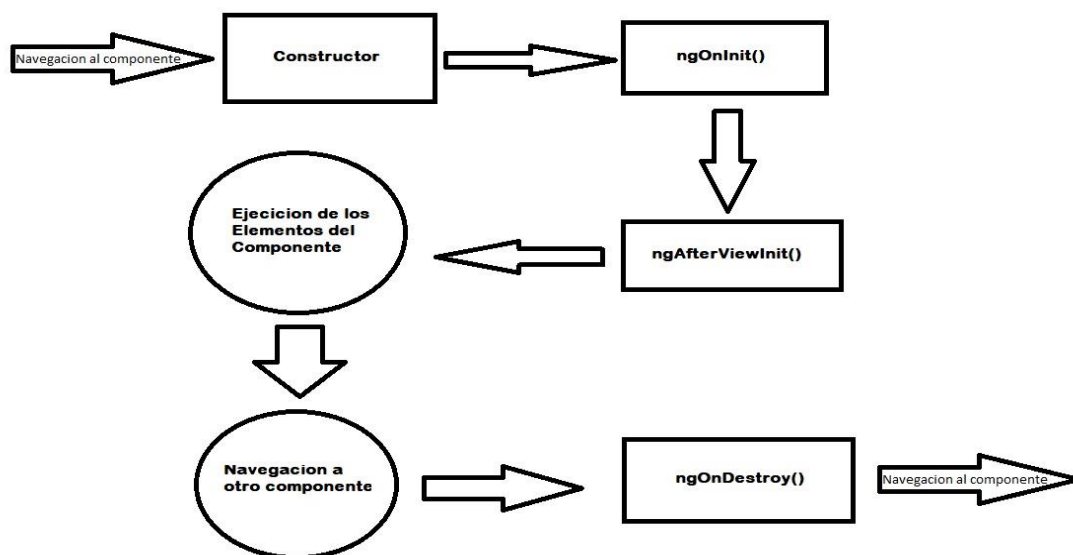 Navegacion al componente
Constructor
ngOnInit()
ngAfterViewInit()
Ejecicion de los
Elementos del
Componente
Navegacion a
otro componente
ngOnDestroy()
Navegacion al componente